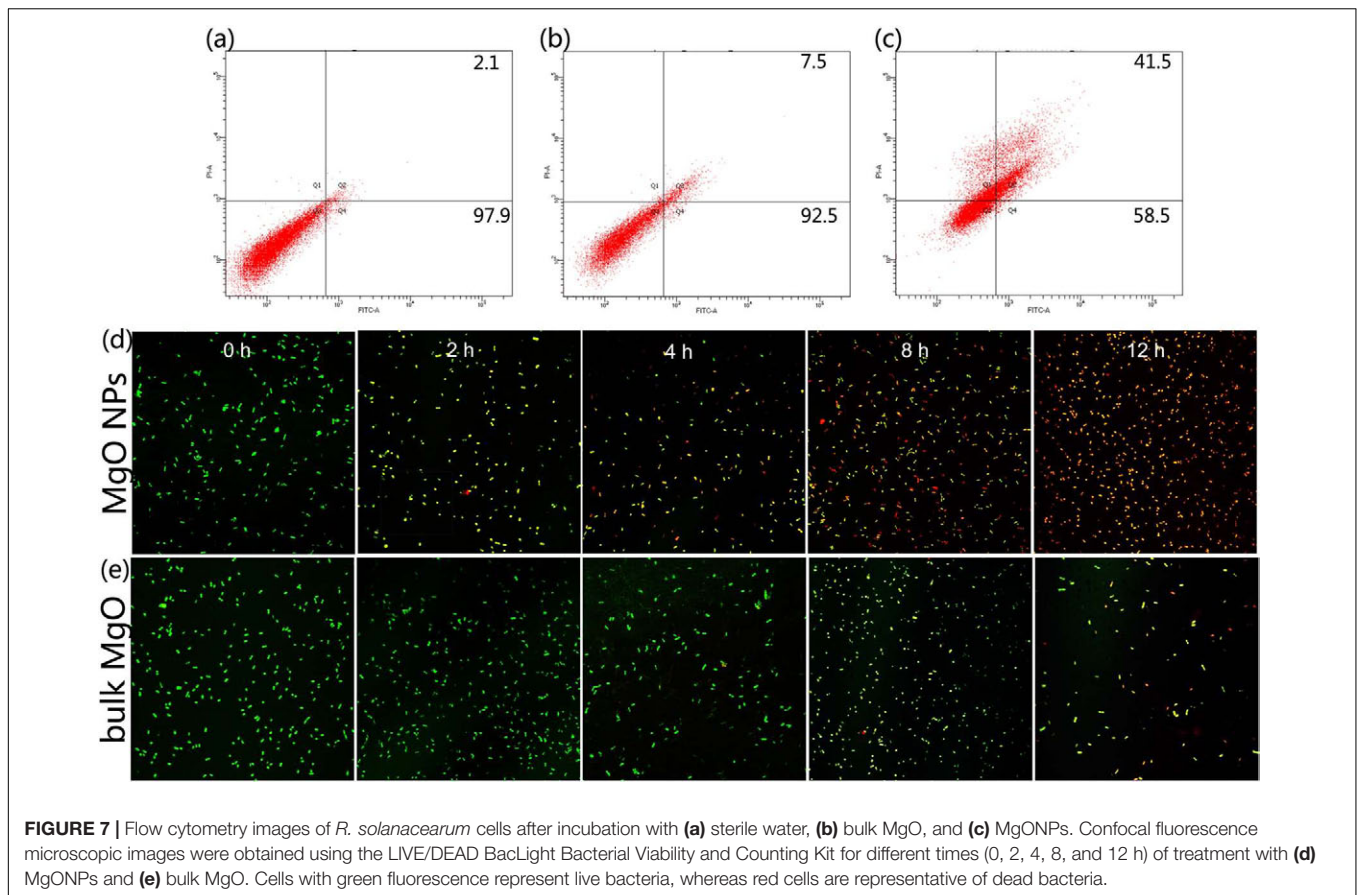 (a)
(b)
(c)
2.1
7.5
41.5
97.9
92.5
58.5
PI-A
PI-A
PI-A
Q1 Q2
Q4
Q1
Q4
Q4
FITC-A
FITC-A
FITC-A
(d)
MgO NPs
0 h
2 h
4 h
8 h
12 h
(e)
bulk MgO
FIGURE 7 | Flow cytometry images of R. solanacearum cells after incubation with (a) sterile water, (b) bulk MgO, and (c) MgONPs. Confocal fluorescence
microscopic images were obtained using the LIVE/DEAD BacLight Bacterial Viability and Counting Kit for different times (0, 2, 4, 8, and 12 h) of treatment with (d)
MgONPs and (e) bulk MgO. Cells with green fluorescence represent live bacteria, whereas red cells are representative of dead bacteria.